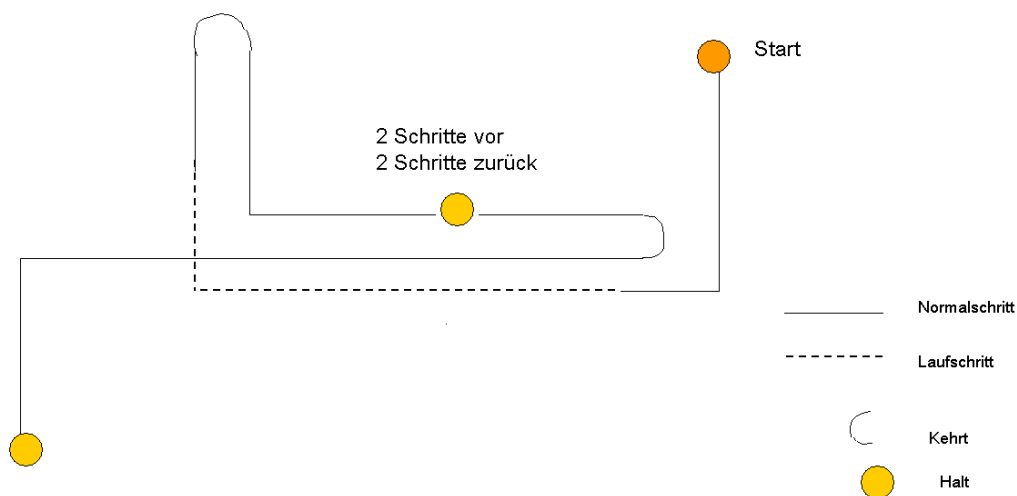 Start
2 Schritte vor
2 Schritte zurück
Normalschritt
Laufschritt
Kehrt
Halt